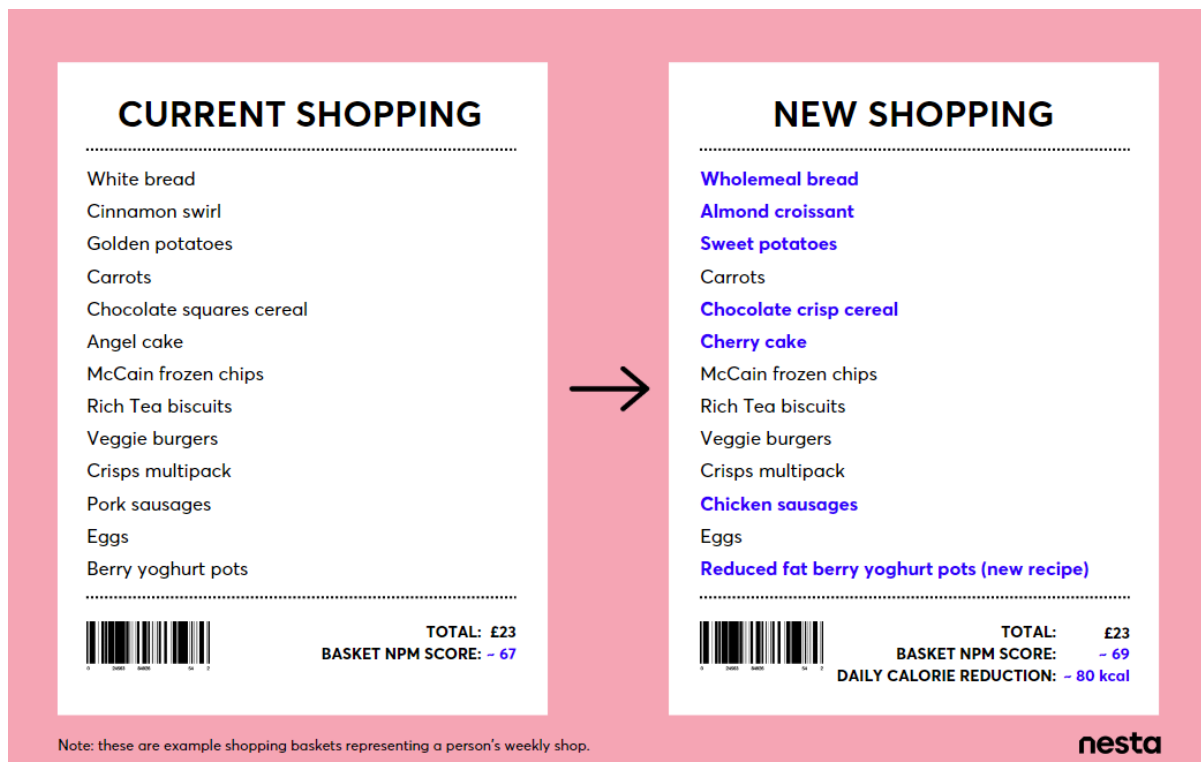 CURRENT SHOPPING
White bread
Cinnamon swirl
Golden potatoes
Carrots
Chocolate squares cereal
Angel cake
McCain frozen chips
Rich Tea biscuits
Veggie burgers
Crisps multipack
Pork sausages
Eggs
Berry yoghurt pots
TOTAL: £23
BASKET NPM SCORE: ~ 67
NEW SHOPPING
Wholemeal bread
Almond croissant
Sweet potatoes
Carrots
Chocolate crisp cereal
Cherry cake
McCain frozen chips
Rich Tea biscuits
Veggie burgers
Crisps multipack
Chicken sausages
Eggs
Reduced fat berry yoghurt pots (new recipe)
TOTAL: £23
BASKET NPM SCORE: ~ 69
DAILY CALORIE REDUCTION: ~ 80 kcal
Note: these are example shopping baskets representing a person's weekly shop.
nesta